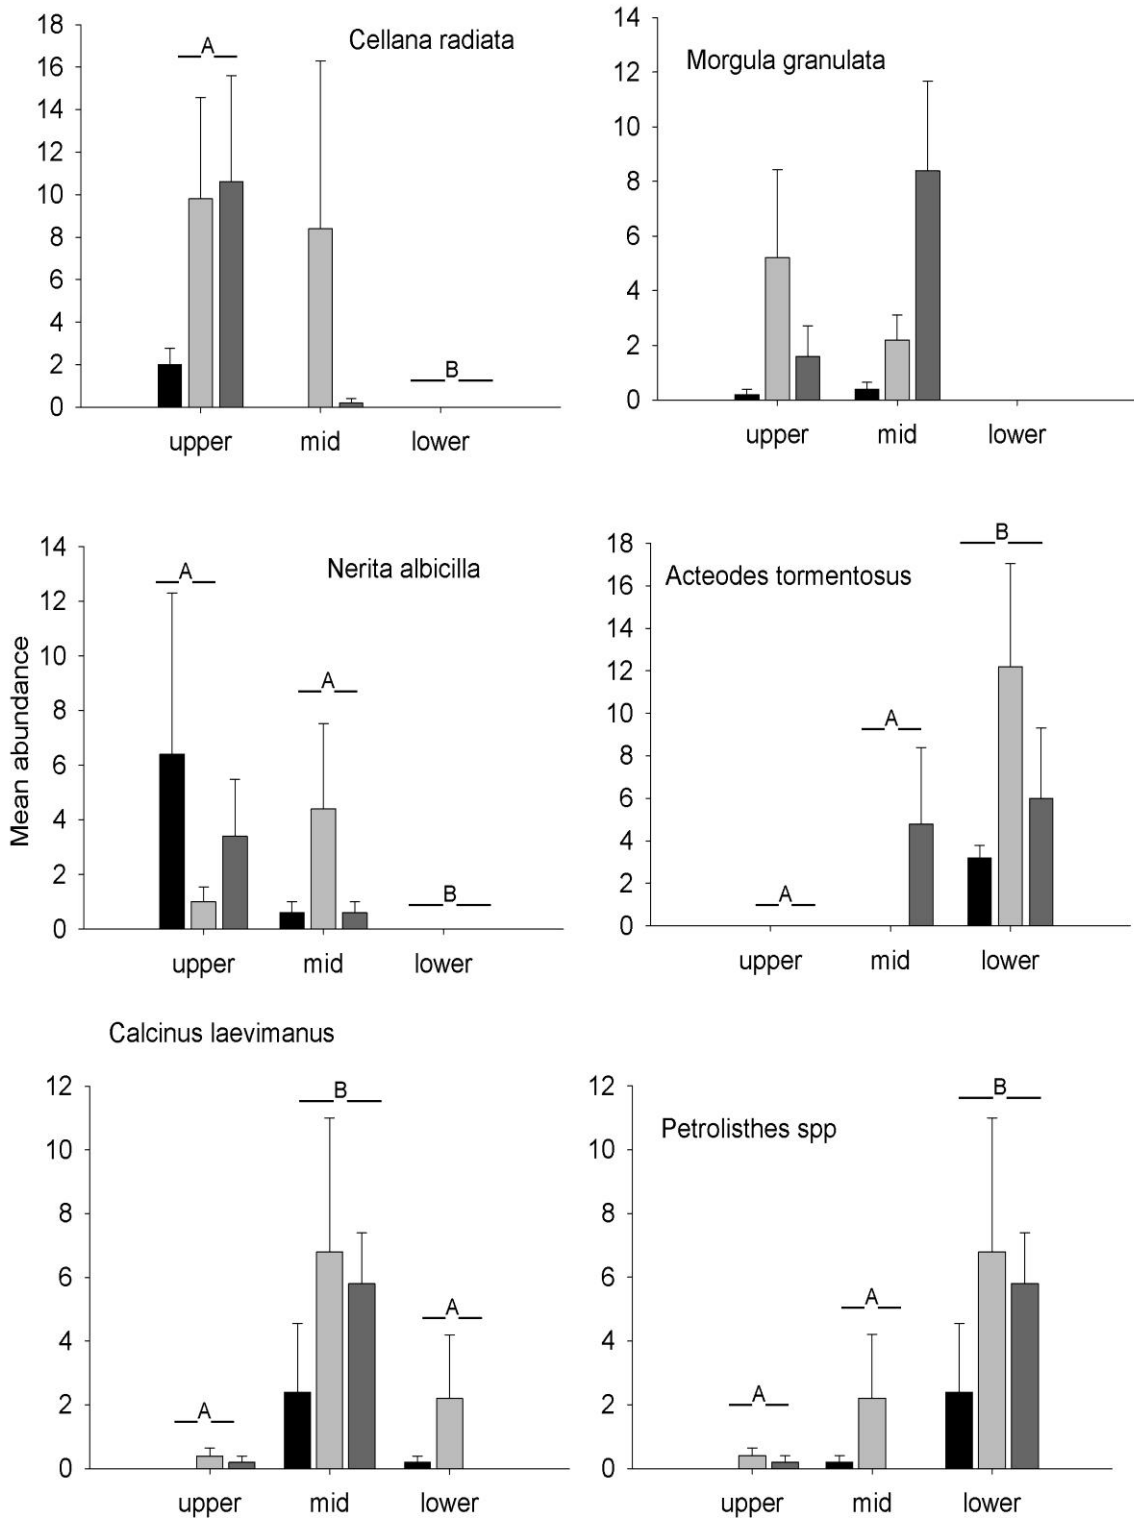 Cellana radiata
18
16
14
12
10
8
6
4
2
0
A
B
upper mid lower
Morgula granulata
14
12
10
8
6
4
2
0
upper mid lower
Mean abundance
Nerita albicilla
14
12
10
8
6
4
2
0
A
A
B
upper mid lower
Acteodes tormentosus
18
16
14
12
10
8
6
4
2
0
A
A
B
upper mid lower
Calcinus laevimanus
12
10
8
6
4
2
0
A
B
A
upper mid lower
Petrolisthes spp
12
10
8
6
4
2
0
A
A
B
upper mid lower